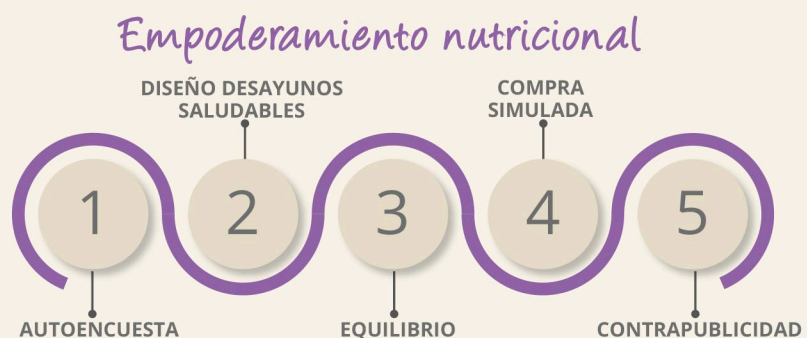 Empoderamiento nutricional
DISEÑO DESAYUNOS
SALUDABLES
COMPRA
SIMULADA
1
2
3
4
5
AUTOENCUESTA
EQUILIBRIO
CONTRAPUBLICIDAD